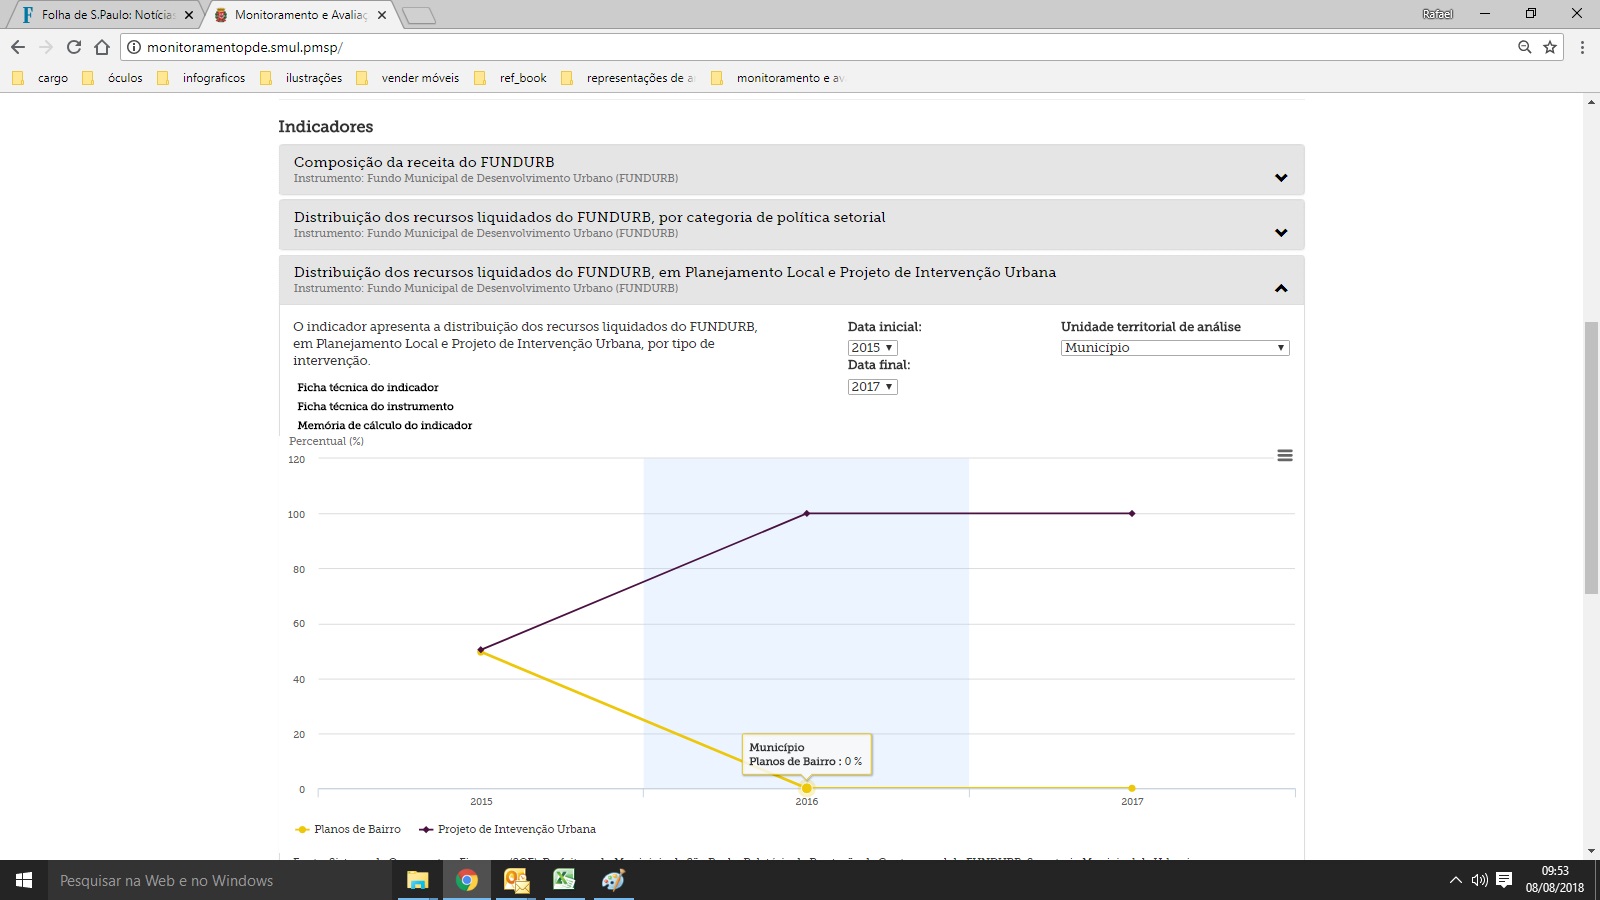 Folha de S.Paulo: Notícias
Monitoramento e Avaliaç
Rafael
monitoramentopde.smul.pmsp/
cargo
óculos
infograficos
ilustrações
vender móveis
ref_book
representações de a
monitoramento e av
Indicadores
Composição da receita do FUNDURB
Instrumento: Fundo Municipal de Desenvolvimento Urbano (FUNDURB)
Distribuição dos recursos liquidados do FUNDURB, por categoria de política setorial
Instrumento: Fundo Municipal de Desenvolvimento Urbano (FUNDURB)
Distribuição dos recursos liquidados do FUNDURB, em Planejamento Local e Projeto de Intervenção Urbana
Instrumento: Fundo Municipal de Desenvolvimento Urbano (FUNDURB)
O indicador apresenta a distribuição dos recursos liquidados do FUNDURB,
em Planejamento Local e Projeto de Intervenção Urbana, por tipo de
intervenção.
Ficha técnica do indicador
Ficha técnica do instrumento
Memória de cálculo do indicador
Data inicial:
2015
Data final:
2017
Unidade territorial de análise
Município
Percentual (%)
120
100
80
60
40
20
0
Município
Planos de Bairro : 0 %
2015
2016
2017
Planos de Bairro
Projeto de Intevenção Urbana
Pesquisar na Web e no Windows
09:53
08/08/2018